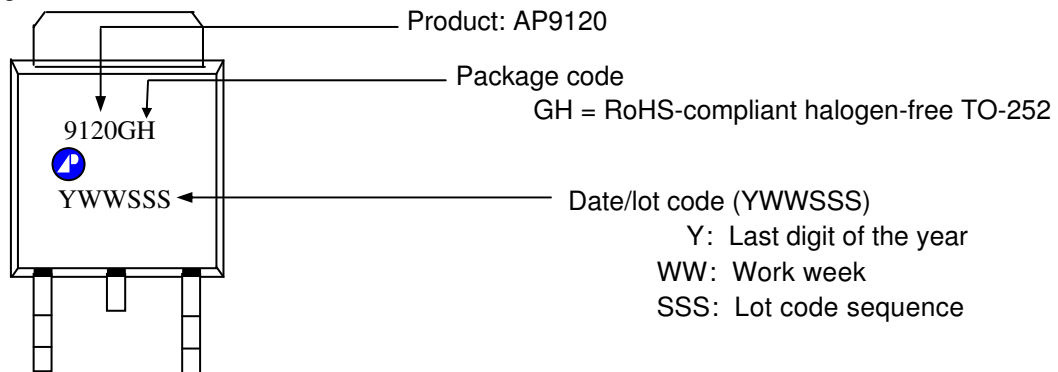 Product: AP9120
Package code
GH = RoHS-compliant halogen-free TO-252
9120GH
AP
YWWSSS
Date/lot code (YWWSSS)
Y: Last digit of the year
WW: Work week
SSS: Lot code sequence